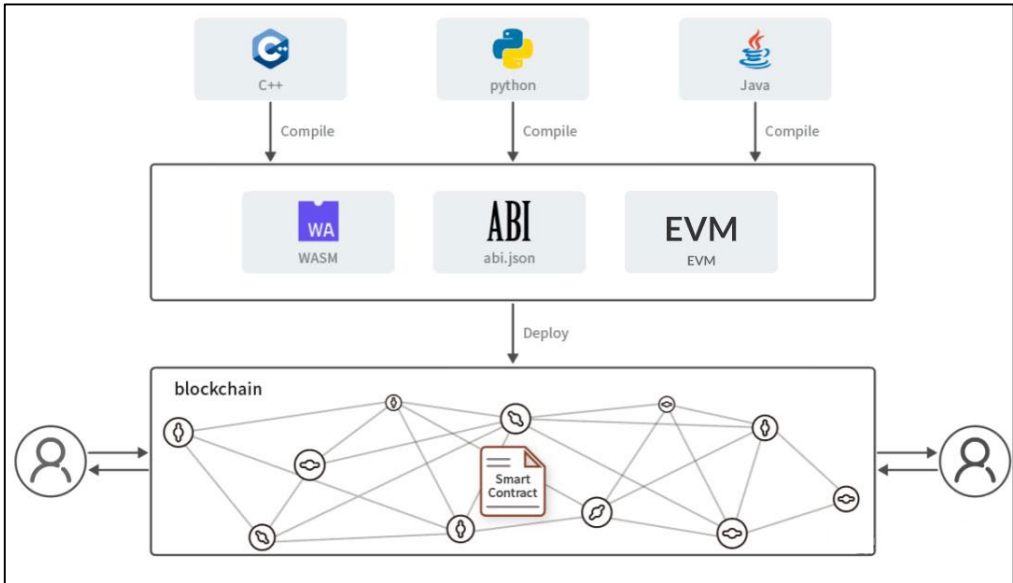 C++
python
Java
Compile
Compile
Compile
WA
WASM
ABI
abi.json
EVM
EVM
Deploy
blockchain
Smart
Contract